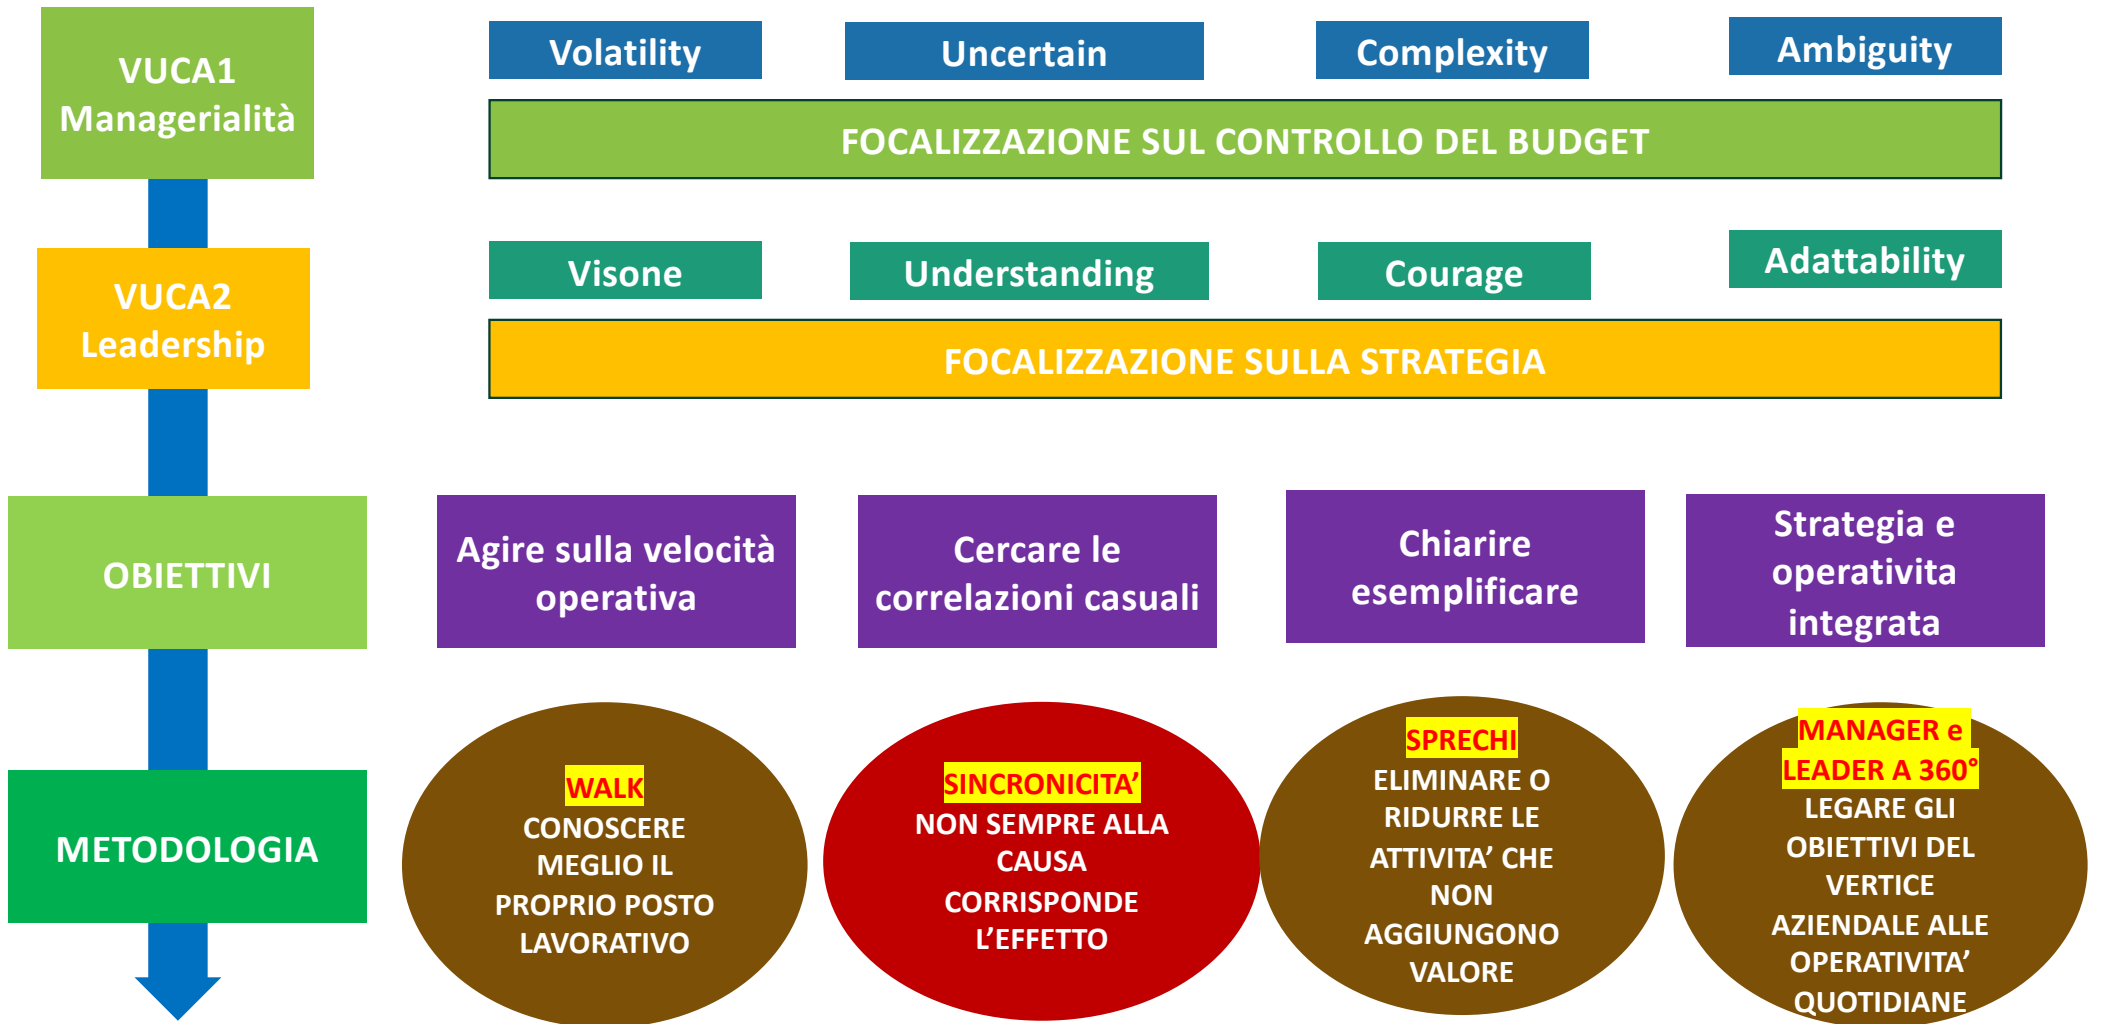 VUCA1
Managerialità
Volatility
Uncertain
Complexity
Ambiguity
FOCALIZZAZIONE SUL CONTROLLO DEL BUDGET
VUCA2
Leadership
Visone
Understanding
Courage
Adattability
FOCALIZZAZIONE SULLA STRATEGIA
OBIETTIVI
Agire sulla velocità
operativa
Cercare le
correlazioni casuali
Chiarire
esemplificare
Strategia e
operativita
integrata
METODOLOGIA
WALK
CONOSCERE
MEGLIO IL
PROPRIO POSTO
LAVORATIVO
SINCRONICITA’
NON SEMPRE ALLA
CAUSA
CORRISPONDE
L’EFFETTO
SPRECHI
ELIMINARE O
RIDURRE LE
ATTIVITA’ CHE
NON
AGGIUNGONO
VALORE
MANAGER e
LEADER A 360°
LEGARE GLI
OBIETTIVI DEL
VERTICE
AZIENDALE ALLE
OPERATIVITA’
QUOTIDIANE